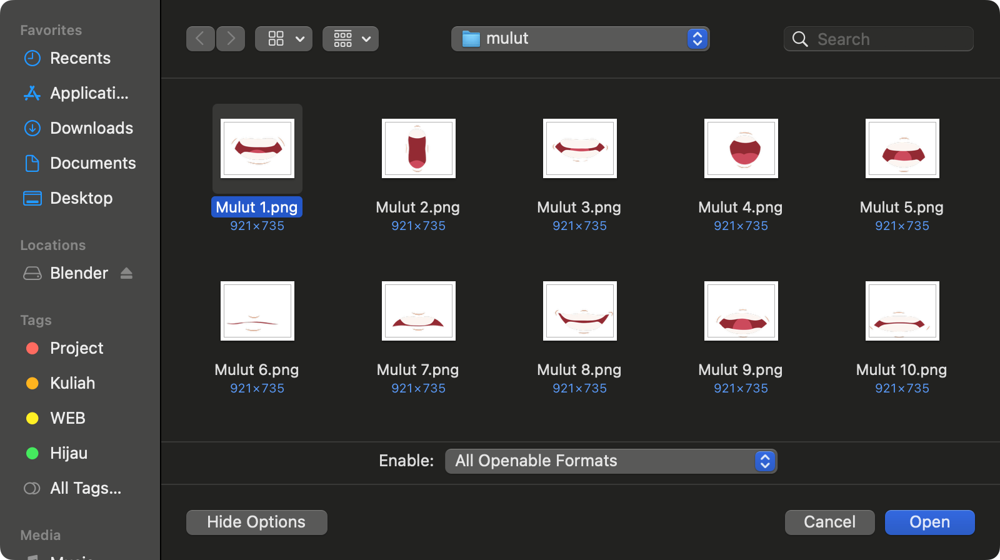 Favorites
Recents
Applicati...
Downloads
Documents
Desktop
Locations
Blender
Tags
Project
Kuliah
WEB
Hijau
All Tags...
Media
mulut
Search
Mulut 1.png
921×735
Mulut 2.png
921×735
Mulut 3.png
921×735
Mulut 4.png
921×735
Mulut 5.png
921×735
Mulut 6.png
921×735
Mulut 7.png
921×735
Mulut 8.png
921×735
Mulut 9.png
921×735
Mulut 10.png
921×735
Enable: All Openable Formats
Hide Options
Cancel
Open